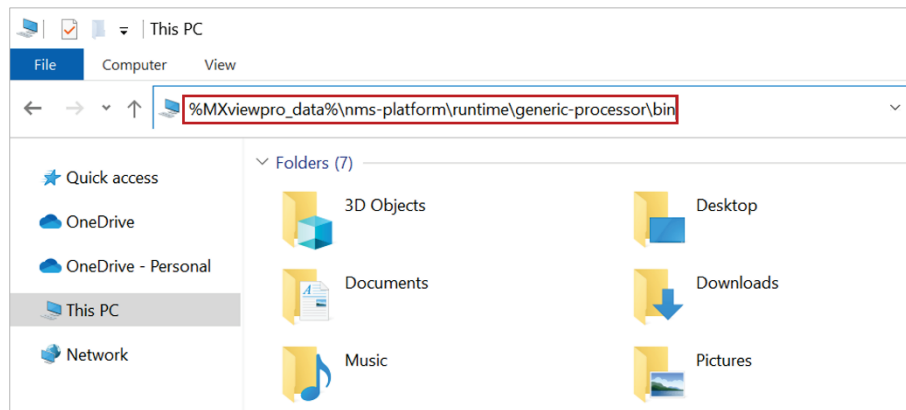 This PC
File Computer View
%MXviewpro_data%\nms-platform\runtime\generic-processor\bin
Quick access
OneDrive
OneDrive - Personal
This PC
Network
Folders (7)
3D Objects
Desktop
Documents
Downloads
Music
Pictures